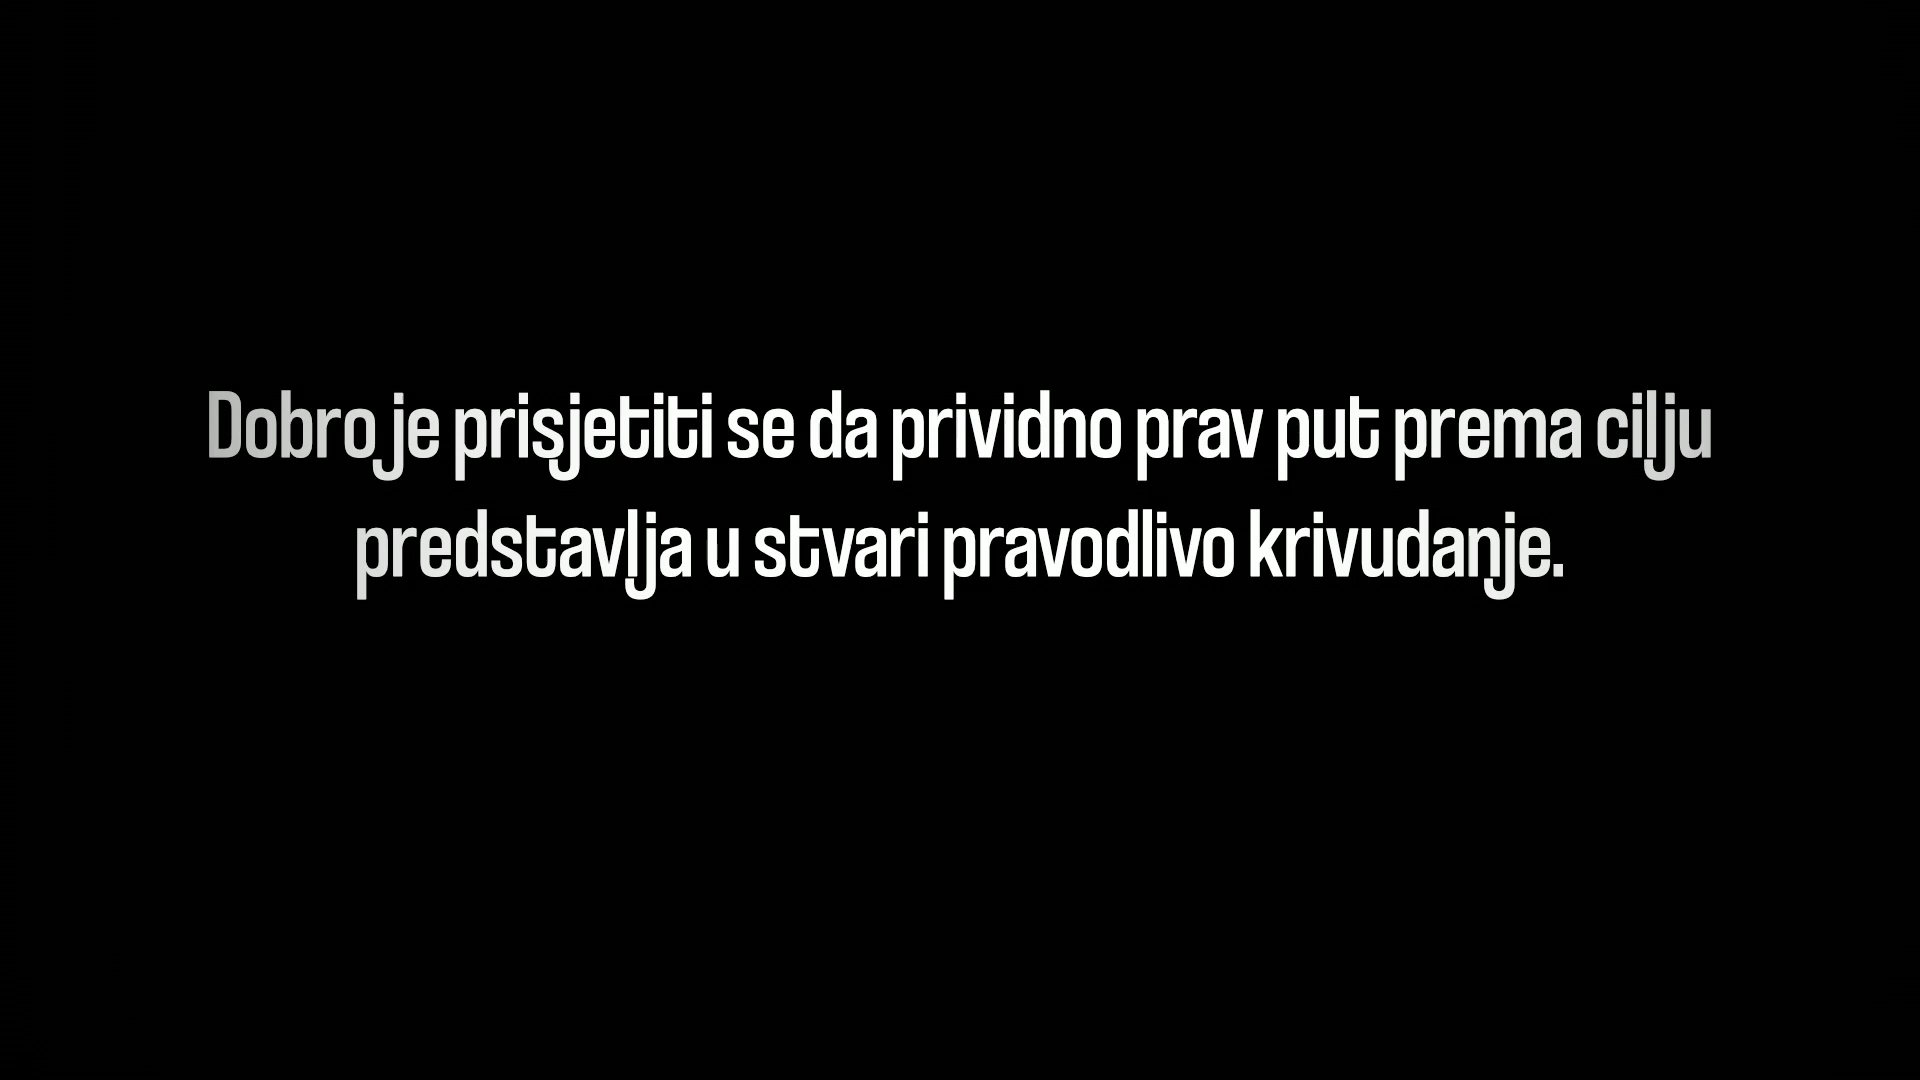 Dobro je prisjetiti se da prividno prav put prema cilju
predstavlja u stvari pravodlivo krivudanje.